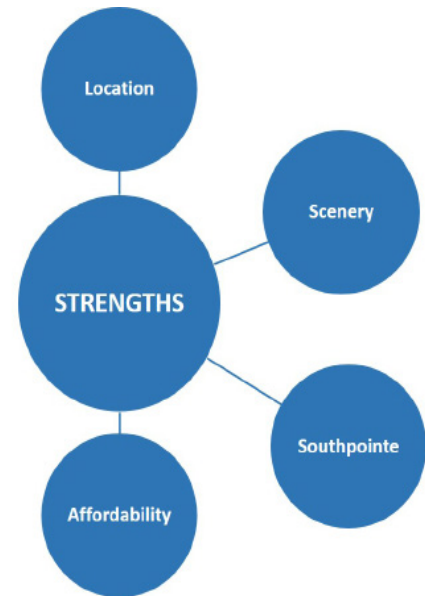 Location
Scenery
STRENGTHS
Southpointe
Affordability